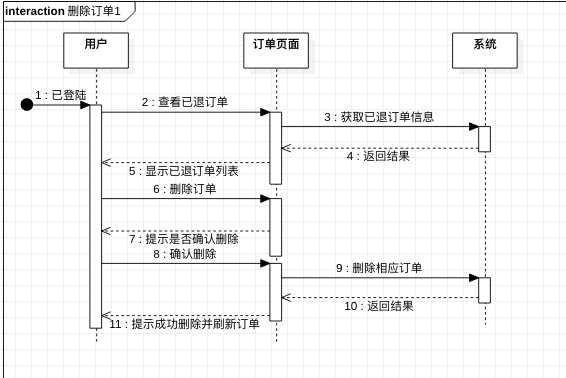 interaction 删除订单1
用户
订单页面
系统
1 : 已登陆
2 : 查看已退订单
3 : 获取已退订单信息
4 : 返回结果
5 : 显示已退订单列表
6 : 删除订单
7 : 提示是否确认删除
8 : 确认删除
9 : 删除相应订单
10 : 返回结果
11 : 提示成功删除并刷新订单